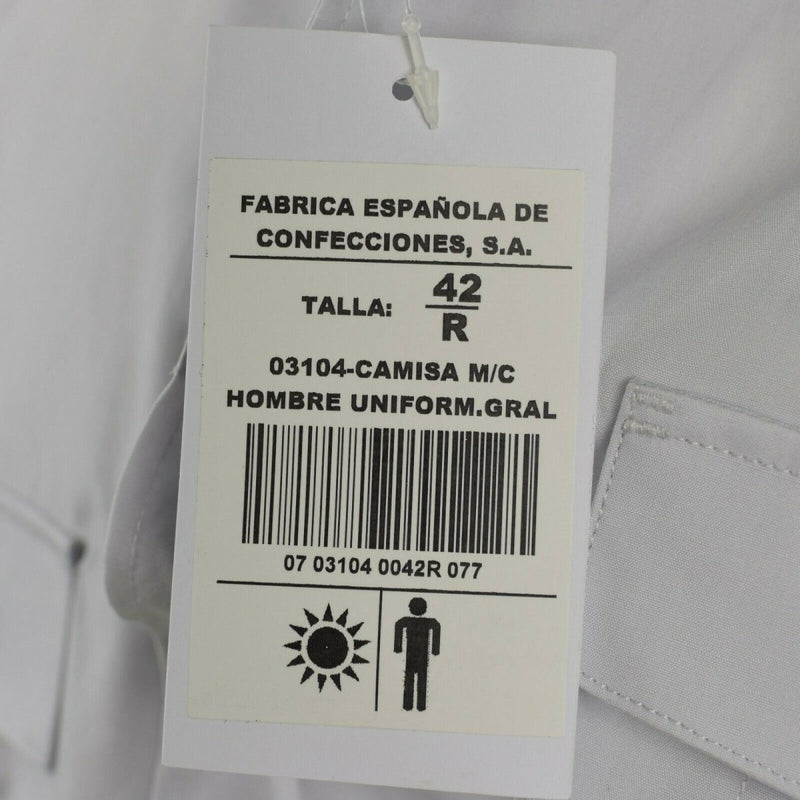 FABRICA ESPAÑOLA DE
CONFECCIONES, S.A.
TALLA: 42
R
03104-CAMISA M/C
HOMBRE UNIFORM.GRAL
07 03104 0042R 077